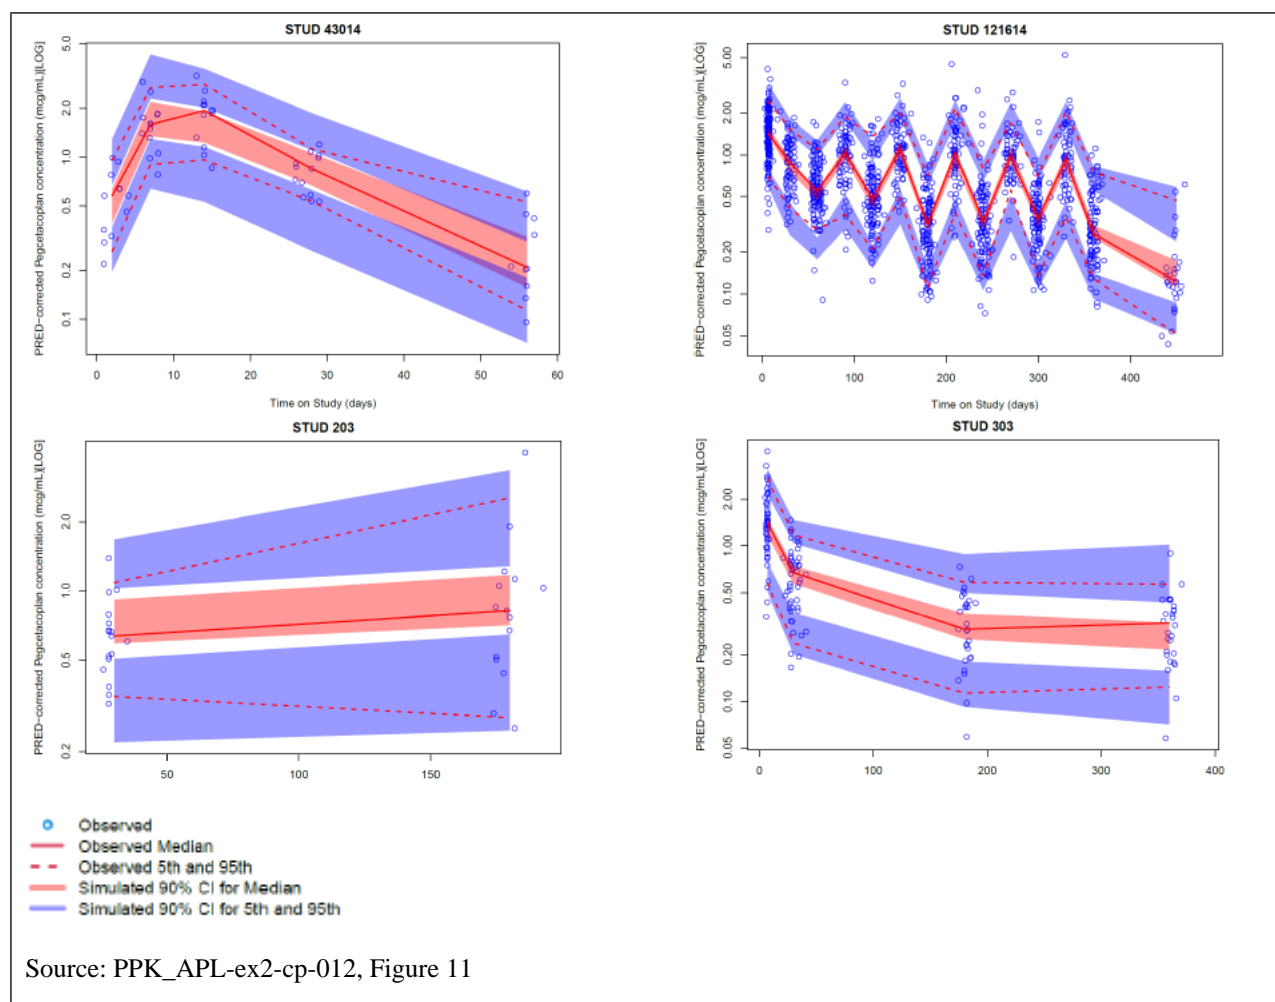 STUD 43014
PRED-corrected Pegcetacoplan concentration (mcg/mL)[LOG]
5.0
2.0
1.0
0.5
0.2
0.1
0 10 20 30 40 50 60
Time on Study (days)
STUD 121614
PRED-corrected Pegcetacoplan concentration (mcg/mL)[LOG]
5.00
2.00
1.00
0.50
0.20
0.10
0.05
0 100 200 300 400
Time on Study (days)
STUD 203
PRED-corrected Pegcetacoplan concentration (mcg/mL)[LOG]
2.0
1.0
0.5
0.2
50 100 150
STUD 303
PRED-corrected Pegcetacoplan concentration (mcg/mL)[LOG]
2.00
1.00
0.50
0.20
0.10
0.05
0 100 200 300 400
Observed
Observed Median
Observed 5th and 95th
Simulated 90% CI for Median
Simulated 90% CI for 5th and 95th
Source: PPK_APL-ex2-cp-012, Figure 11